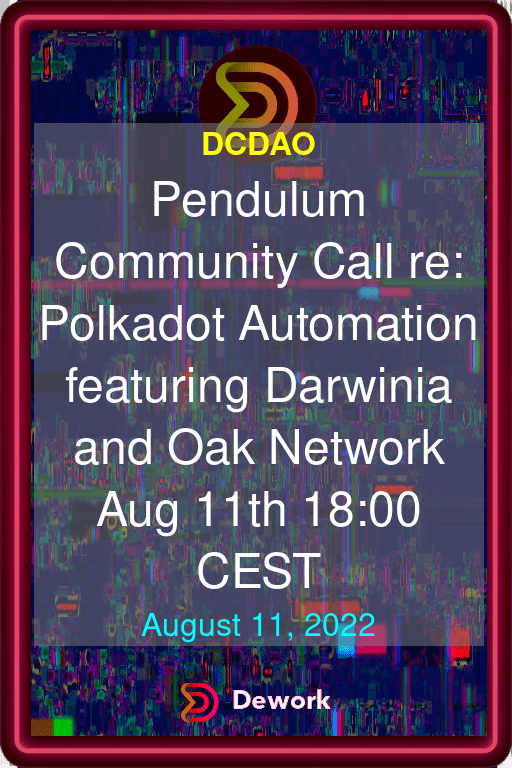 DCDAO
Pendulum
Community Call re:
Polkadot Automation
featuring Darwinia
and Oak Network
Aug 11th 18:00
CEST
August 11, 2022
Dework